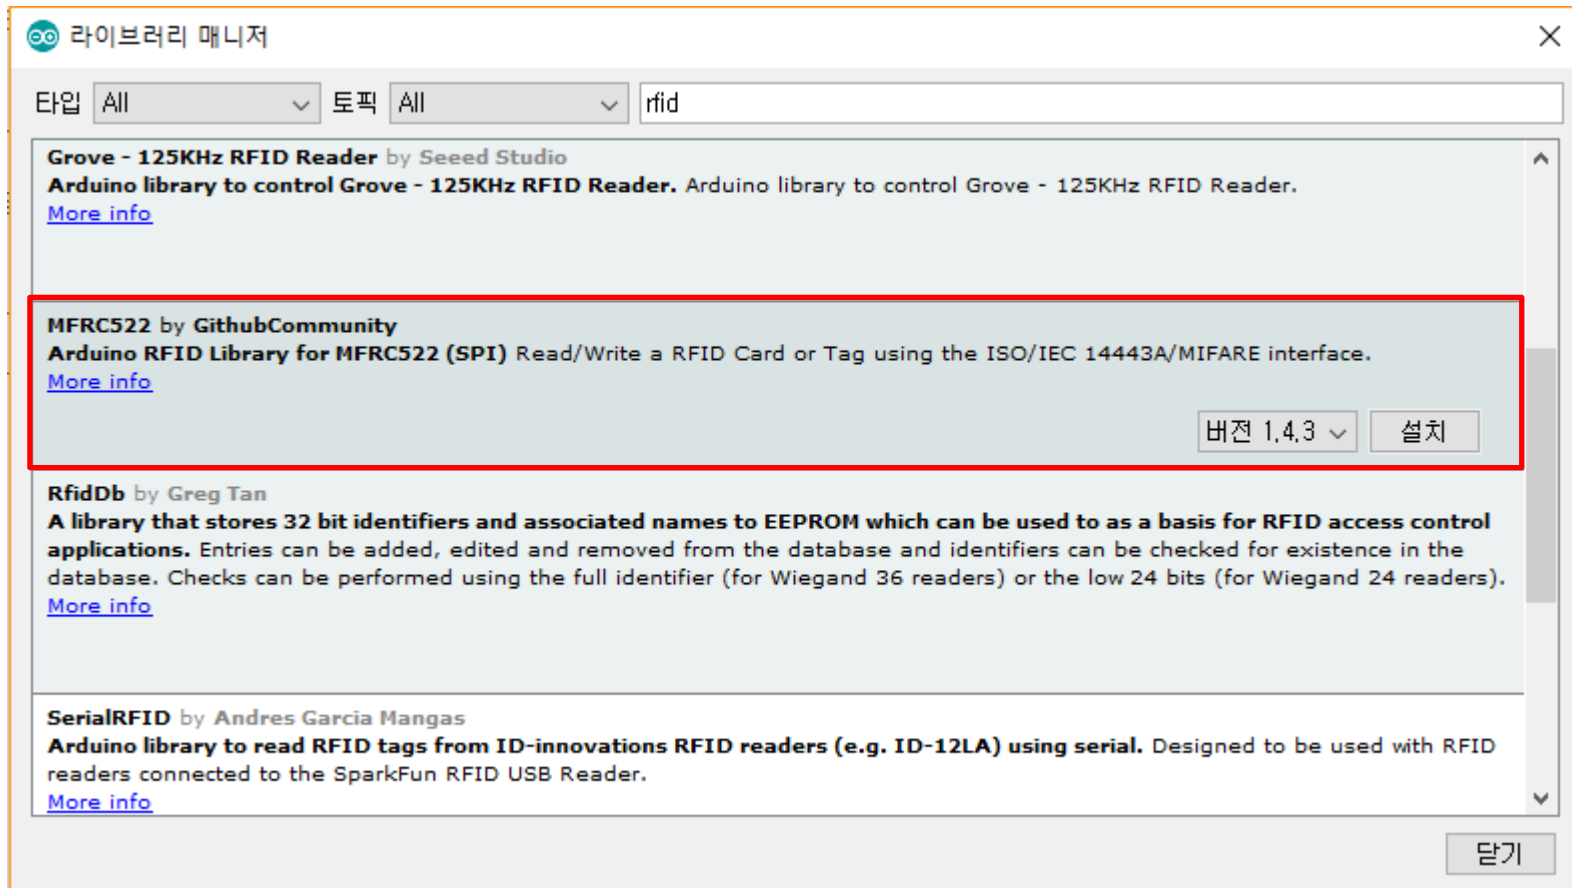 라이브러리 매니저
타입 All 토픽 All rfid
Grove - 125KHz RFID Reader by Seeed Studio
Arduino library to control Grove - 125KHz RFID Reader. Arduino library to control Grove - 125KHz RFID Reader.
More info
MFRC522 by GithubCommunity
Arduino RFID Library for MFRC522 (SPI) Read/Write a RFID Card or Tag using the ISO/IEC 14443A/MIFARE interface.
More info
버전 1.4.3 설치
RfidDb by Greg Tan
A library that stores 32 bit identifiers and associated names to EEPROM which can be used to as a basis for RFID access control
applications. Entries can be added, edited and removed from the database and identifiers can be checked for existence in the
database. Checks can be performed using the full identifier (for Wiegand 36 readers) or the low 24 bits (for Wiegand 24 readers).
More info
SerialRFID by Andres Garcia Mangas
Arduino library to read RFID tags from ID-innovations RFID readers (e.g. ID-12LA) using serial. Designed to be used with RFID
readers connected to the SparkFun RFID USB Reader.
More info
닫기